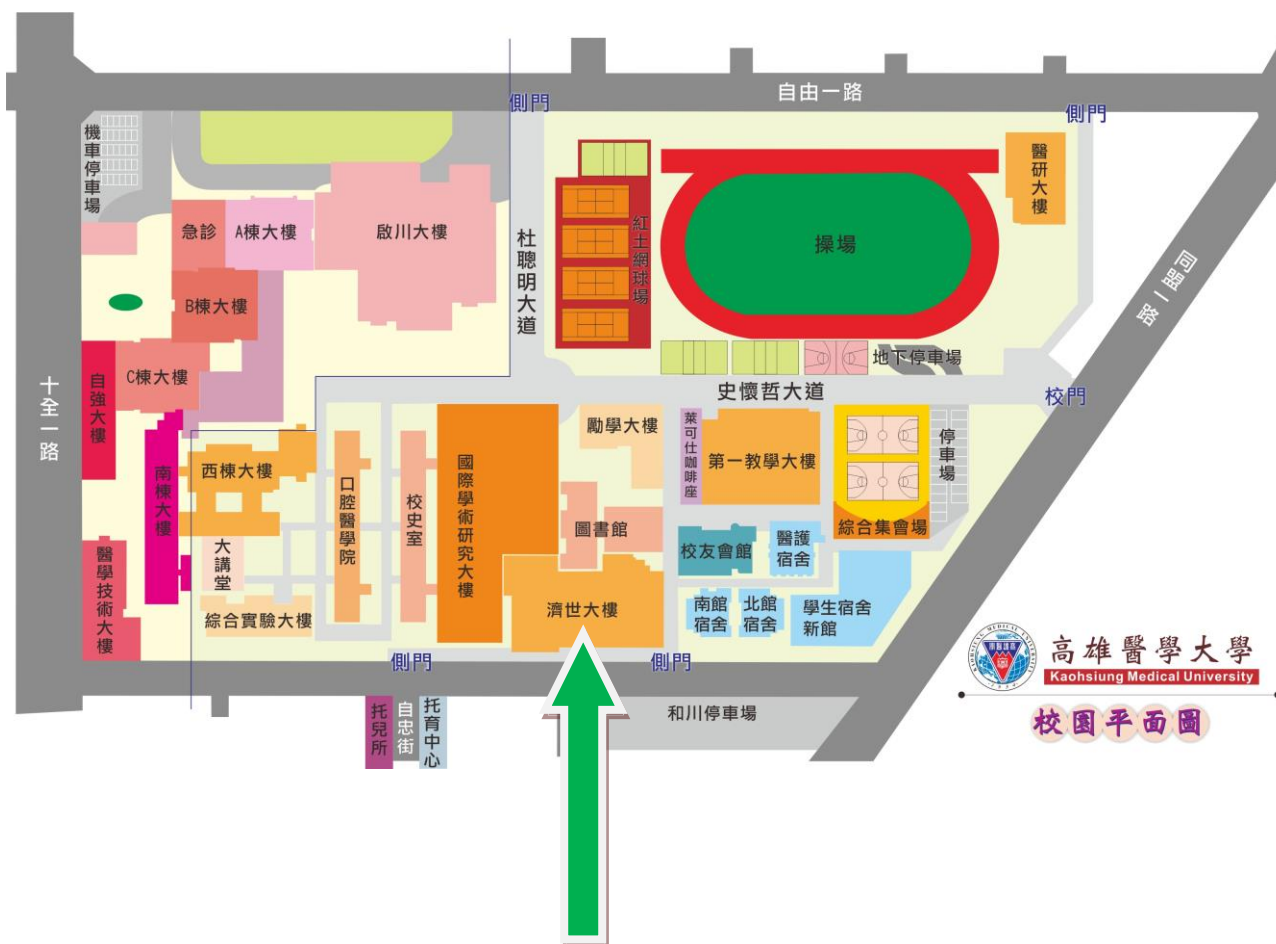 自由一路
側門
側門
機車停車場
醫研大樓
急診
A棟大樓
啟川大樓
杜聰明大道
紅土網球場
操場
同盟一路
B棟大樓
C棟大樓
自強大樓
十全一路
地下停車場
史懷哲大道
校門
南棟大樓
西棟大樓
口腔醫學院
校史室
國際學術研究大樓
勵學大樓
萊可仕咖啡座
第一教學大樓
停車場
綜合集會場
圖書館
校友會館
醫護
宿舍
大講堂
醫學技術大樓
綜合實驗大樓
濟世大樓
南館
宿舍
北館
宿舍
學生宿舍
新館
側門
側門
托兒所
自忠街
托育中心
和川停車場
高雄醫學大學
Kaohsiung Medical University
校園平面圖